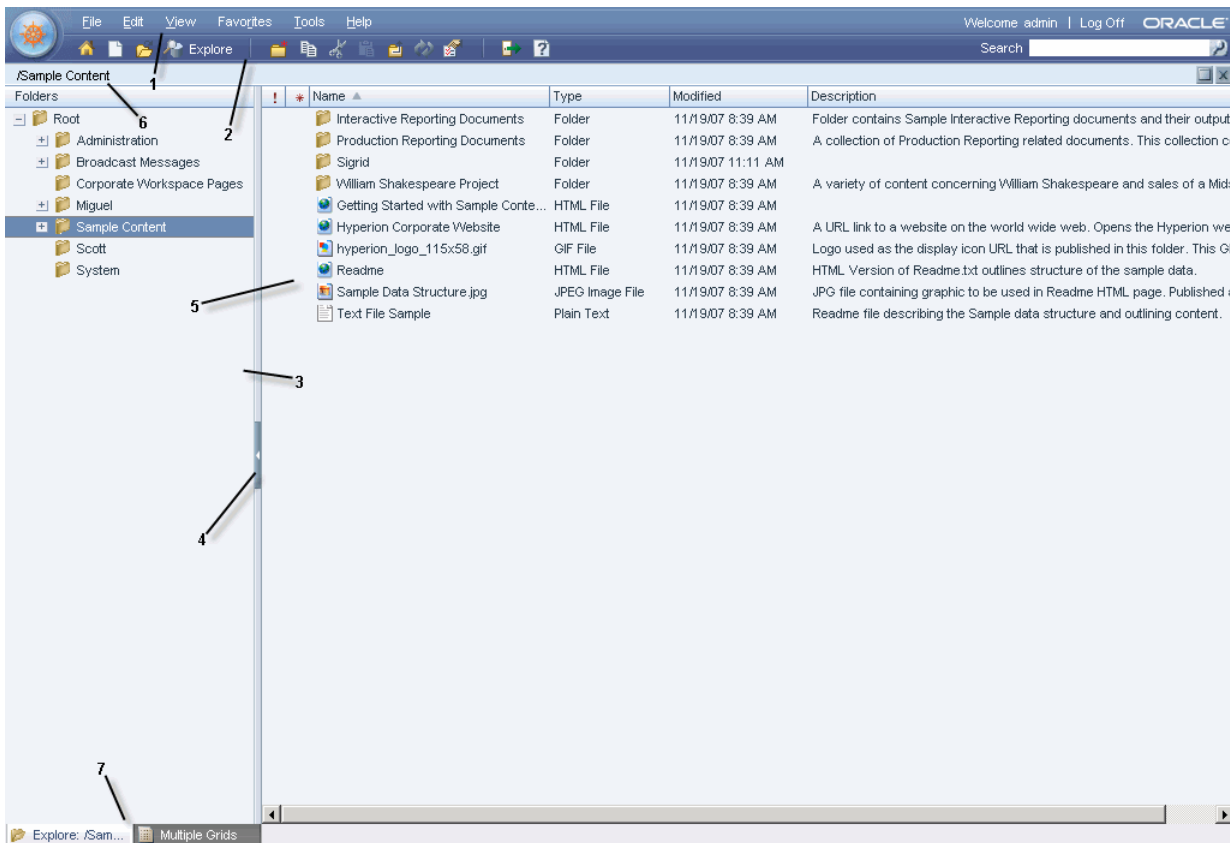 File Edit View Favorites Tools Help Welcome admin | Log Off ORACLE
Explore Search
/Sample Content
1
6
2
Folders ! * Name Type Modified Description
Root
Administration
Broadcast Messages
Corporate Workspace Pages
Miguel
Sample Content
Scott
System
Interactive Reporting Documents Folder 11/19/07 8:39 AM Folder contains Sample Interactive Reporting documents and their output
Production Reporting Documents Folder 11/19/07 8:39 AM A collection of Production Reporting related documents. This collection c
Sigrid Folder 11/19/07 11:11 AM
William Shakespeare Project Folder 11/19/07 8:39 AM A variety of content concerning William Shakespeare and sales of a Mids
Getting Started with Sample Conte... HTML File 11/19/07 8:39 AM
Hyperion Corporate Website HTML File 11/19/07 8:39 AM A URL link to a website on the world wide web. Opens the Hyperion we
hyperion_logo_115x58.gif GIF File 11/19/07 8:39 AM Logo used as the display icon URL that is published in this folder. This G
Readme HTML File 11/19/07 8:39 AM HTML Version of Readme.txt outlines structure of the sample data.
Sample Data Structure.jpg JPEG Image File 11/19/07 8:39 AM JPG file containing graphic to be used in Readme HTML page. Published
Text File Sample Plain Text 11/19/07 8:39 AM Readme file describing the Sample data structure and outlining content.
5
3
4
7
Explore: /Sam... Multiple Grids